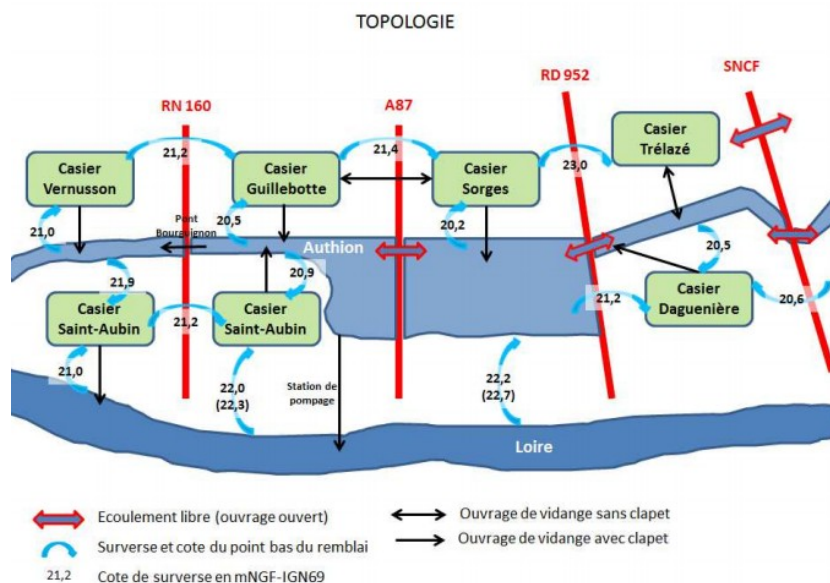 TOPOLOGIE
SNCF
RD 952
RN 160
A87
21,2
21,4
23,0
Casier
Trélazé
Casier
Vernusson
Casier
Guillebotte
Casier
Sorges
21,0
Pont
Bourguignon
20,5
Authion
20,2
20,5
21,9
20,9
Casier
Saint-Aubin
21,2
Casier
Saint-Aubin
21,2
Casier
Daguenière
20,6
21,0
22,0
(22,3)
Station de
pompage
22,2
(22,7)
Loire
Ecoulement libre (ouvrage ouvert)
Ouvrage de vidange sans clapet
Surverse et cote du point bas du remblai
Ouvrage de vidange avec clapet
21,2 Cote de surverse en mNGF-IGN69